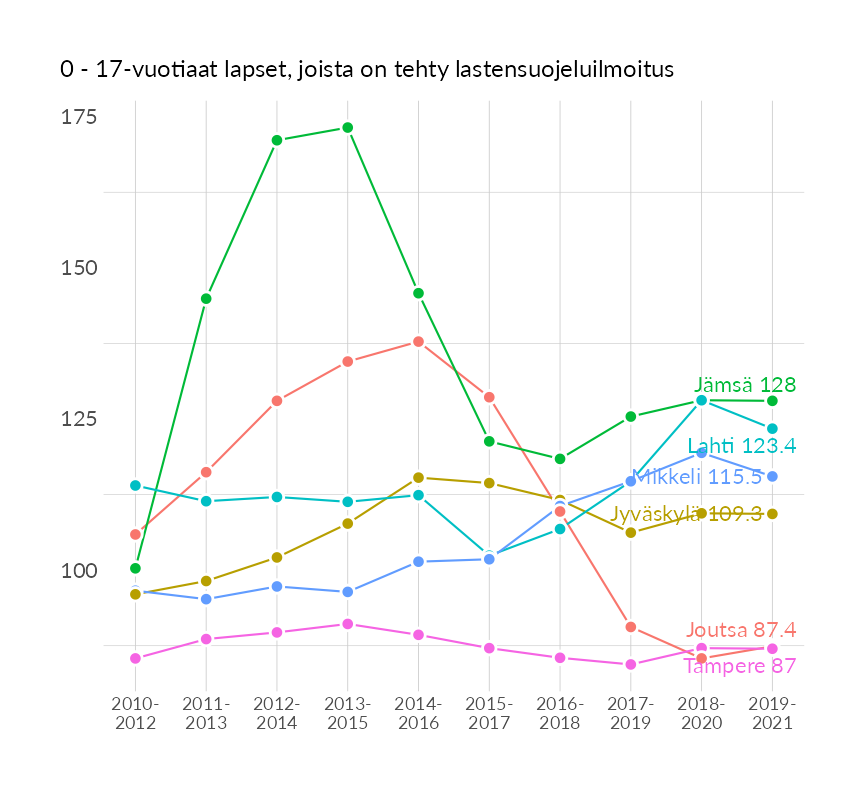 0 - 17-vuotiaat lapset, joista on tehty lastensuojeluilmoitus
175
150
125
100
Jämsä 128
Lahti 123.4
Mikkeli 115.5
Jyväskylä 109.3
Joutsa 87.4
Tampere 87
2010-2012
2011-2013
2012-2014
2013-2015
2014-2016
2015-2017
2016-2018
2017-2019
2018-2020
2019-2021